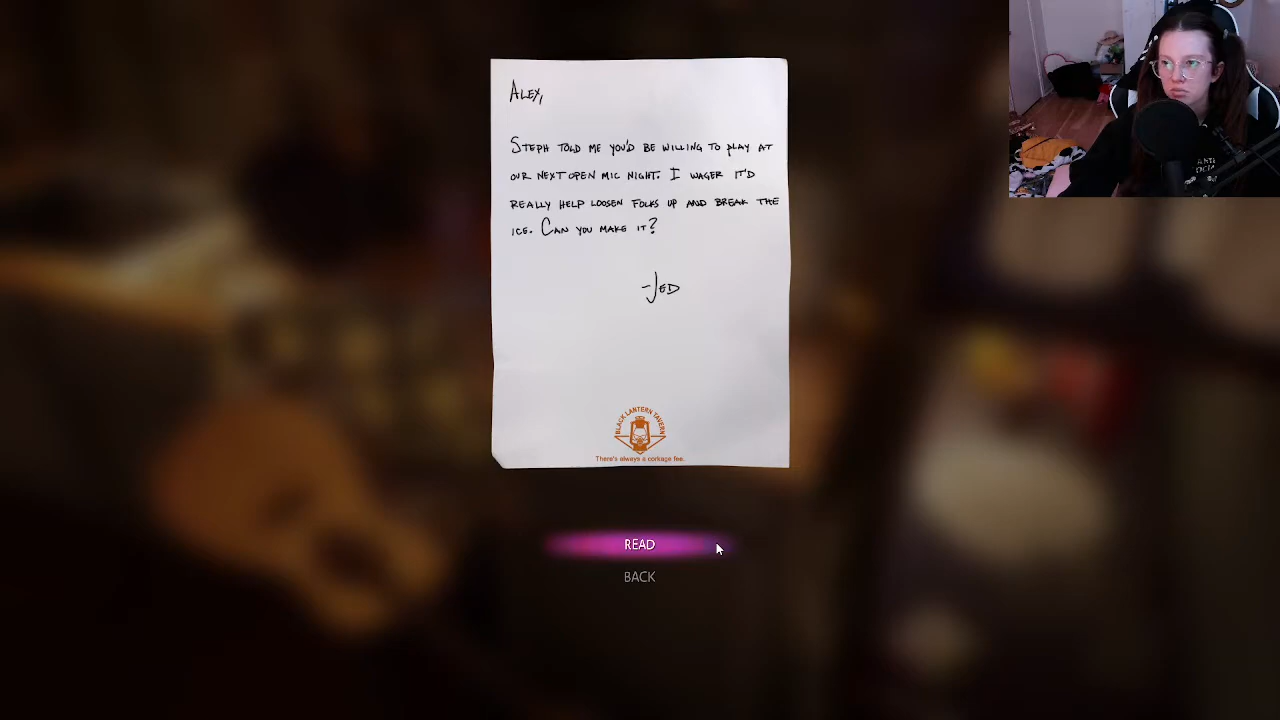 Alex,
Steph told me you'd be willing to play at
our next open mic night. I wager it'd
really help loosen folks up and break the
ice. Can you make it?
-Jed
BLACK LANTERN TAVERN
There's always a corkage fee.
READ
BACK